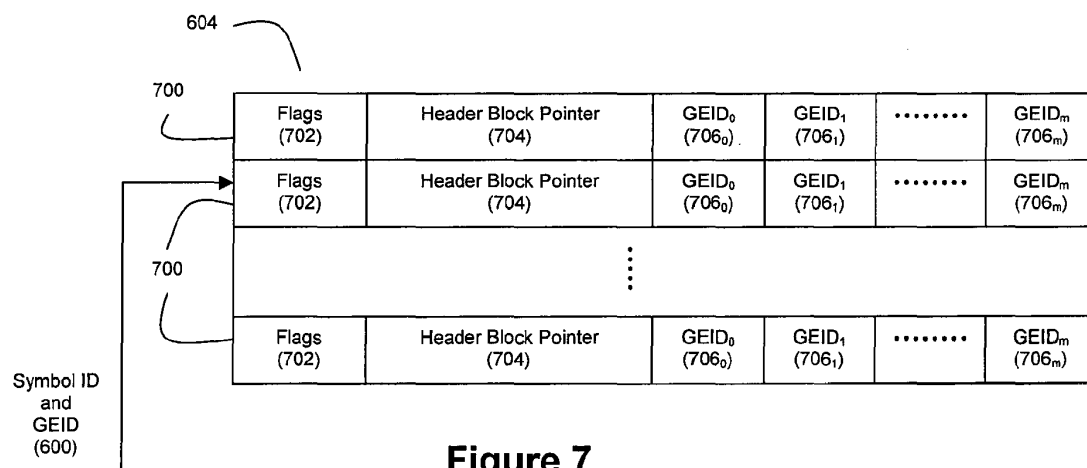 604
700
Flags Header Block Pointer GEID₀ GEID₁ ........ GEIDₘ
(702) (704) (706₀) (706₁) (706ₘ)
Flags Header Block Pointer GEID₀ GEID₁ ........ GEIDₘ
(702) (704) (706₀) (706₁) (706ₘ)
700
Flags Header Block Pointer GEID₀ GEID₁ ........ GEIDₘ
(702) (704) (706₀) (706₁) (706ₘ)
Symbol ID
and
GEID
(600)
Figure 7